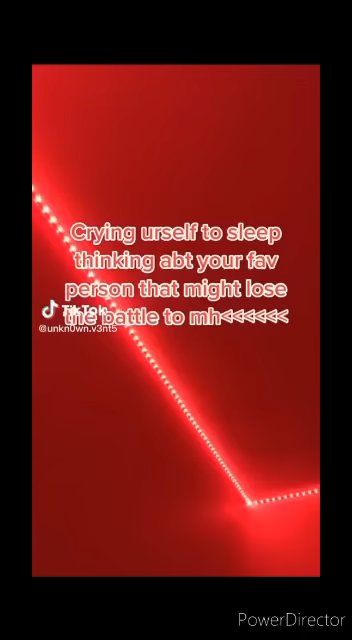 Crying urself to sleep
thinking abt your fav
person that might lose
the battle to mh<<<<<<
TikTok
@unkn0wn.v3nt5
PowerDirector